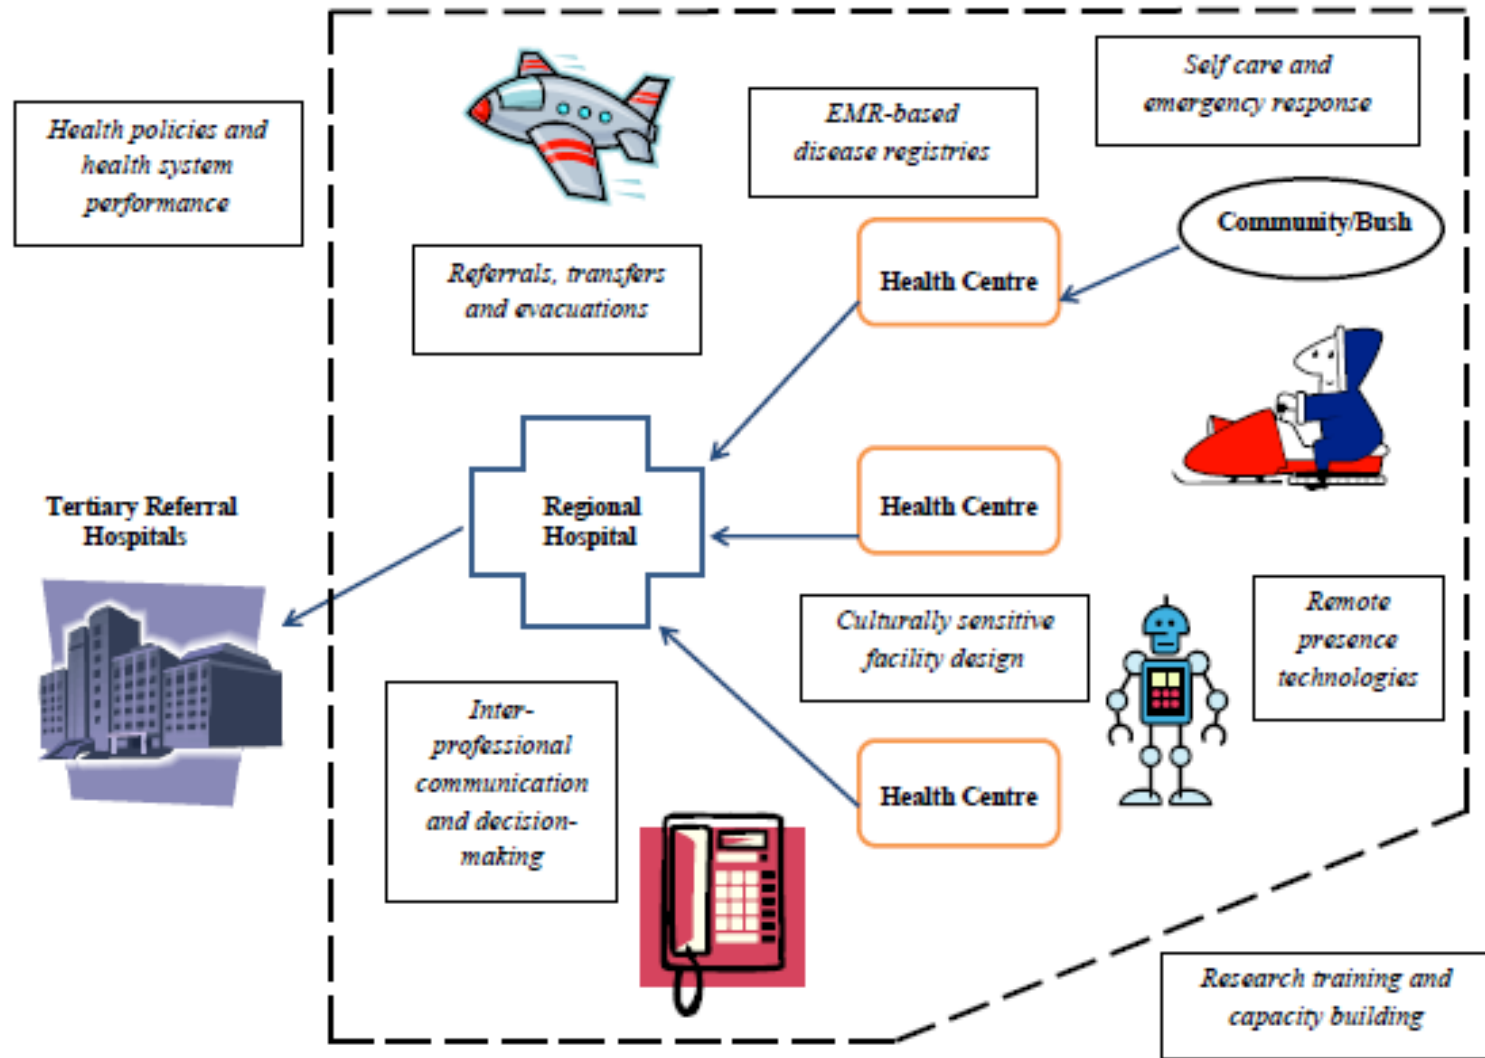 Health policies and
health system
performance
EMR-based
disease registries
Self care and
emergency response
Referrals, transfers
and evacuations
Health Centre
Community/Bush
Tertiary Referral
Hospitals
Regional
Hospital
Health Centre
Culturally sensitive
facility design
Remote
presence
technologies
Inter-
professional
communication
and decision-
making
Health Centre
Research training and
capacity building